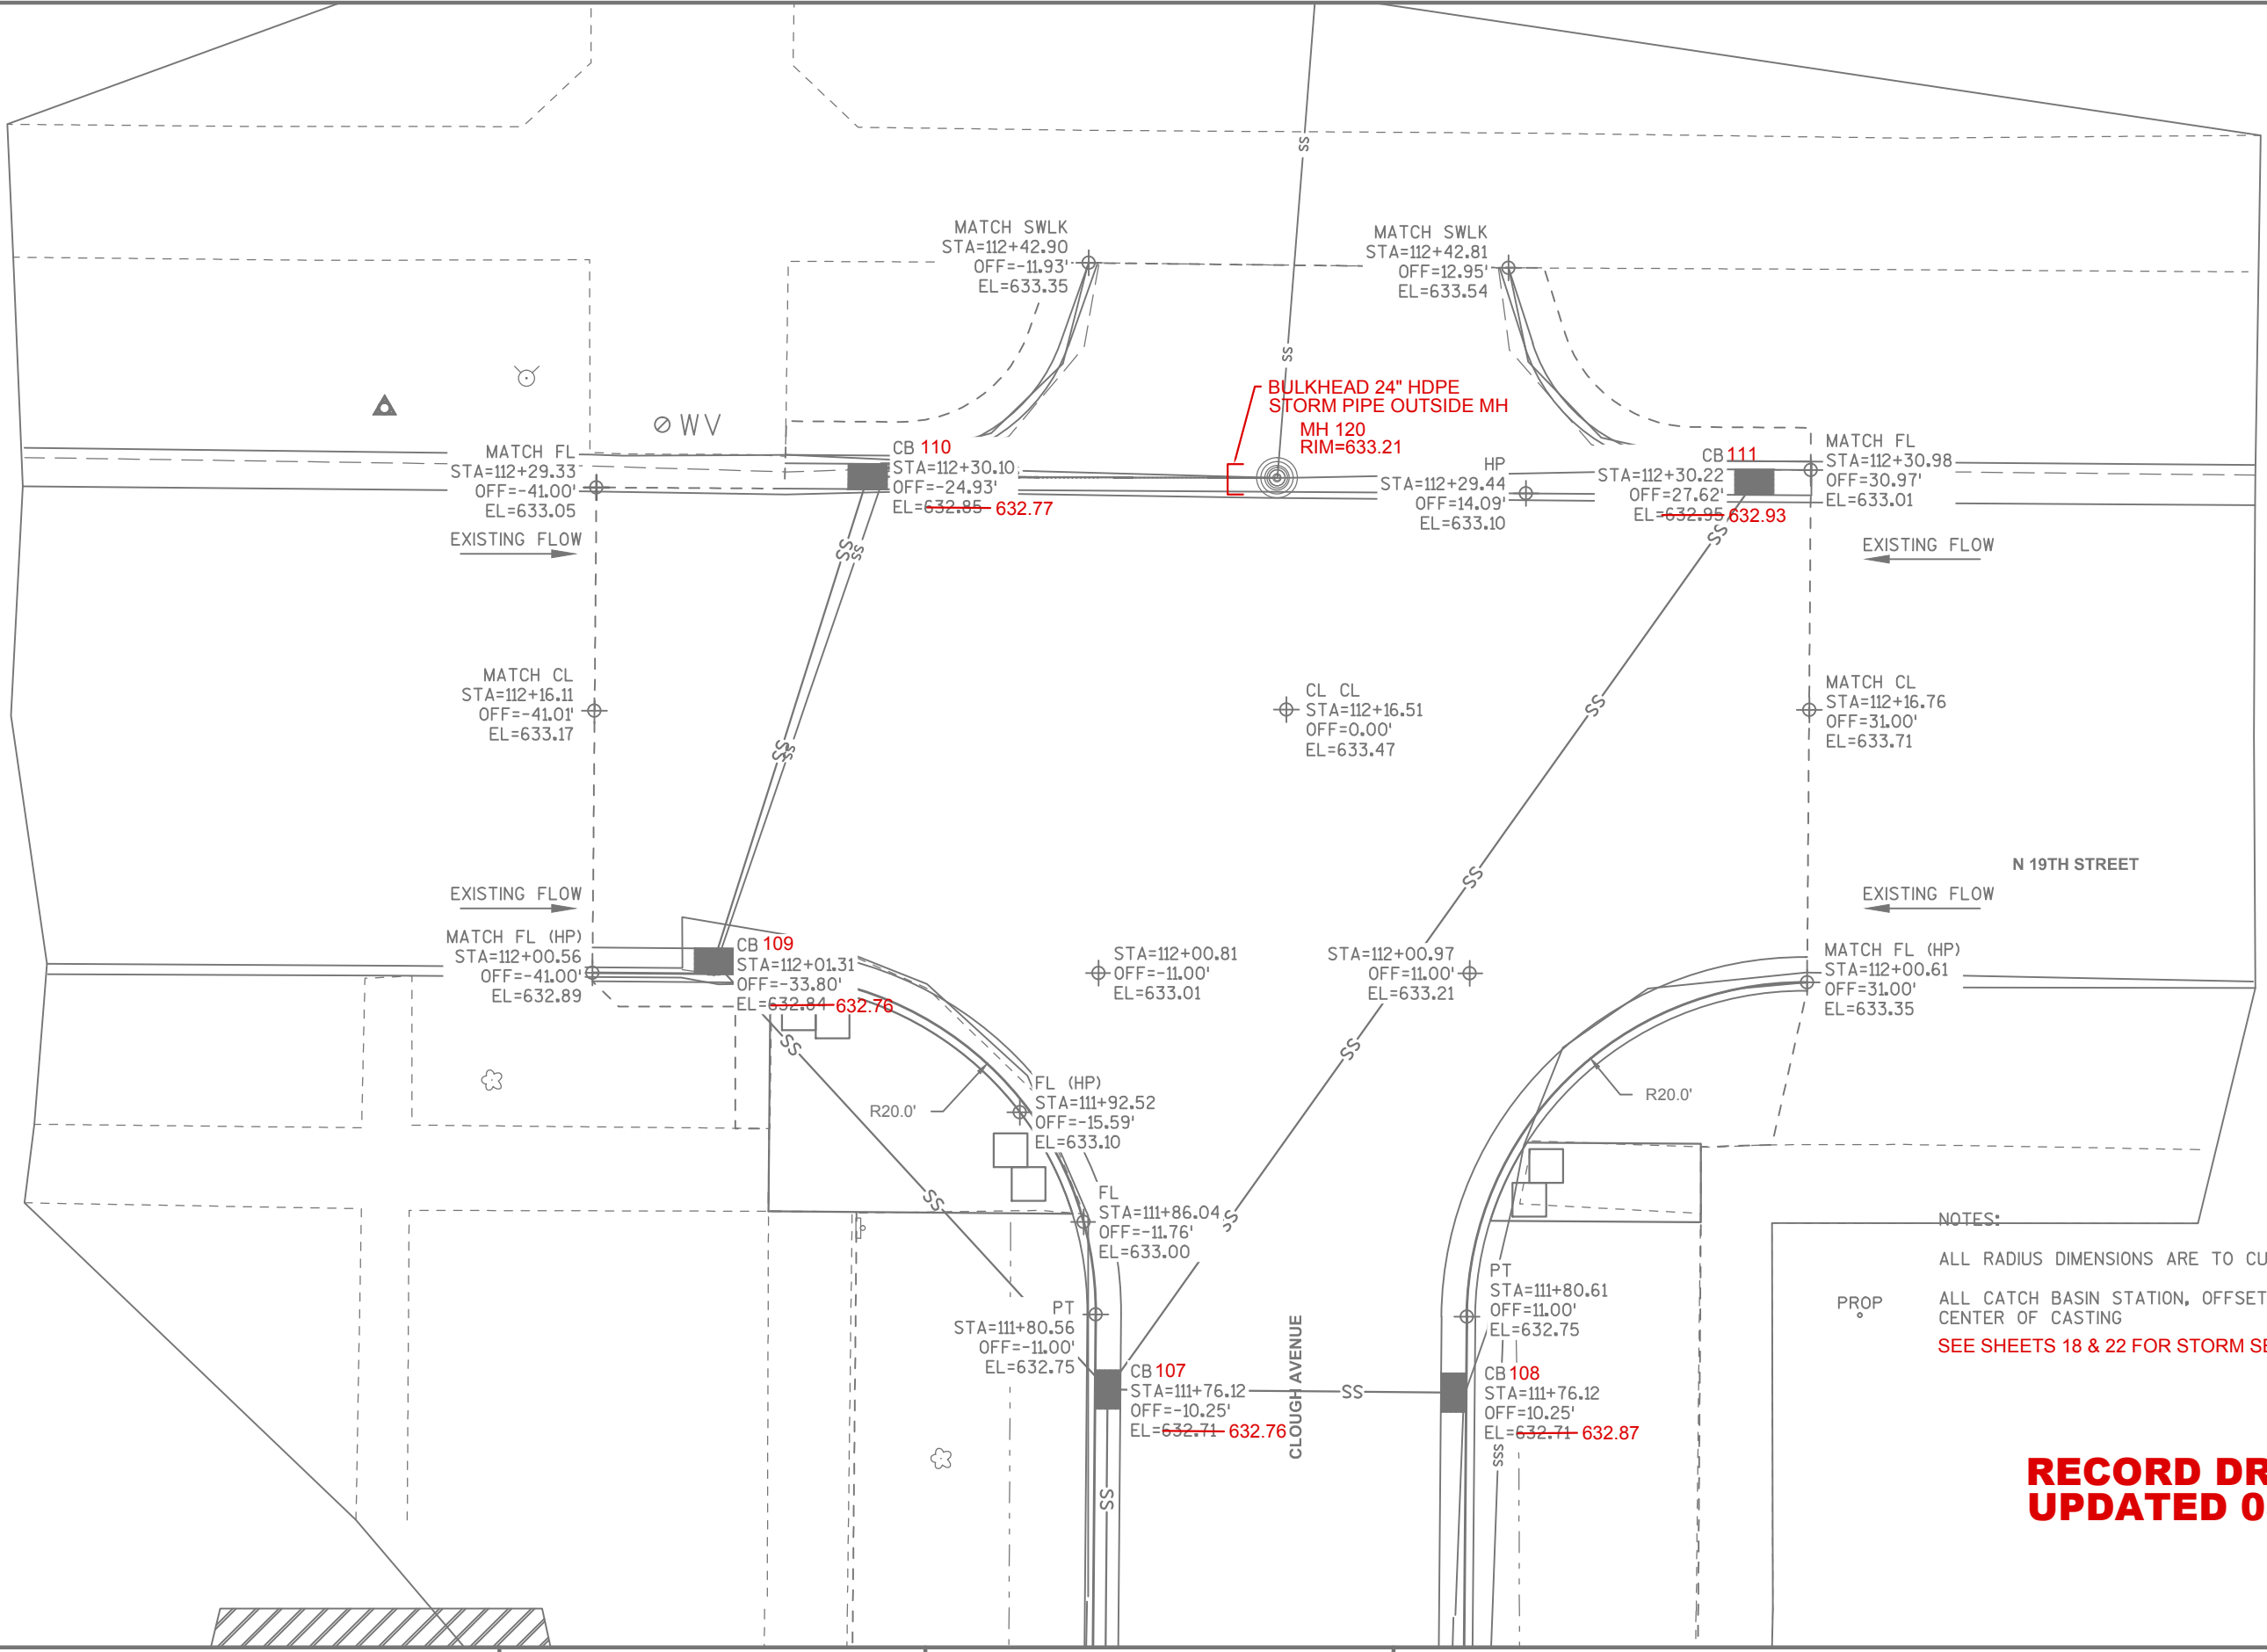 MATCH SWLK
STA=112+42.90
OFF=-11.93'
EL=633.35
MATCH SWLK
STA=112+42.81
OFF=12.95'
EL=633.54
SS
SS
BULKHEAD 24" HDPE
STORM PIPE OUTSIDE MH
MH 120
RIM=633.21
WV
MATCH FL
STA=112+29.33
OFF=-41.00'
EL=633.05
EXISTING FLOW
CB 110
STA=112+30.10
OFF=-24.93'
EL=632.85 632.77
HP
STA=112+29.44
OFF=14.09'
EL=633.10
CB 111
STA=112+30.22
OFF=27.62'
EL=632.95 632.93
MATCH FL
STA=112+30.98
OFF=30.97'
EL=633.01
EXISTING FLOW
SS
SS
SS
MATCH CL
STA=112+16.11
OFF=-41.01'
EL=633.17
SS
SS
CL CL
STA=112+16.51
OFF=0.00'
EL=633.47
SS
MATCH CL
STA=112+16.76
OFF=31.00'
EL=633.71
N 19TH STREET
SS
EXISTING FLOW
EXISTING FLOW
MATCH FL (HP)
STA=112+00.56
OFF=-41.00'
EL=632.89
CB 109
STA=112+01.31
OFF=-33.80'
EL=632.84 632.76
STA=112+00.81
OFF=-11.00'
EL=633.01
STA=112+00.97
OFF=11.00'
EL=633.21
MATCH FL (HP)
STA=112+00.61
OFF=31.00'
EL=633.35
SS
SS
R20.0'
FL (HP)
STA=111+92.52
OFF=-15.59'
EL=633.10
R20.0'
SS
FL
STA=111+86.04
OFF=-11.76'
EL=633.00
SS
PT
STA=111+80.56
OFF=-11.00'
EL=632.75
PT
STA=111+80.61
OFF=11.00'
EL=632.75
CB 107
STA=111+76.12
OFF=-10.25'
EL=632.71 632.76
SS
CLOUGH AVENUE
CB 108
STA=111+76.12
OFF=10.25'
EL=632.71 632.87
SS
SSS
PROP
NOTES:
ALL RADIUS DIMENSIONS ARE TO CU
ALL CATCH BASIN STATION, OFFSET
CENTER OF CASTING
SEE SHEETS 18 & 22 FOR STORM SE
RECORD DR
UPDATED 0